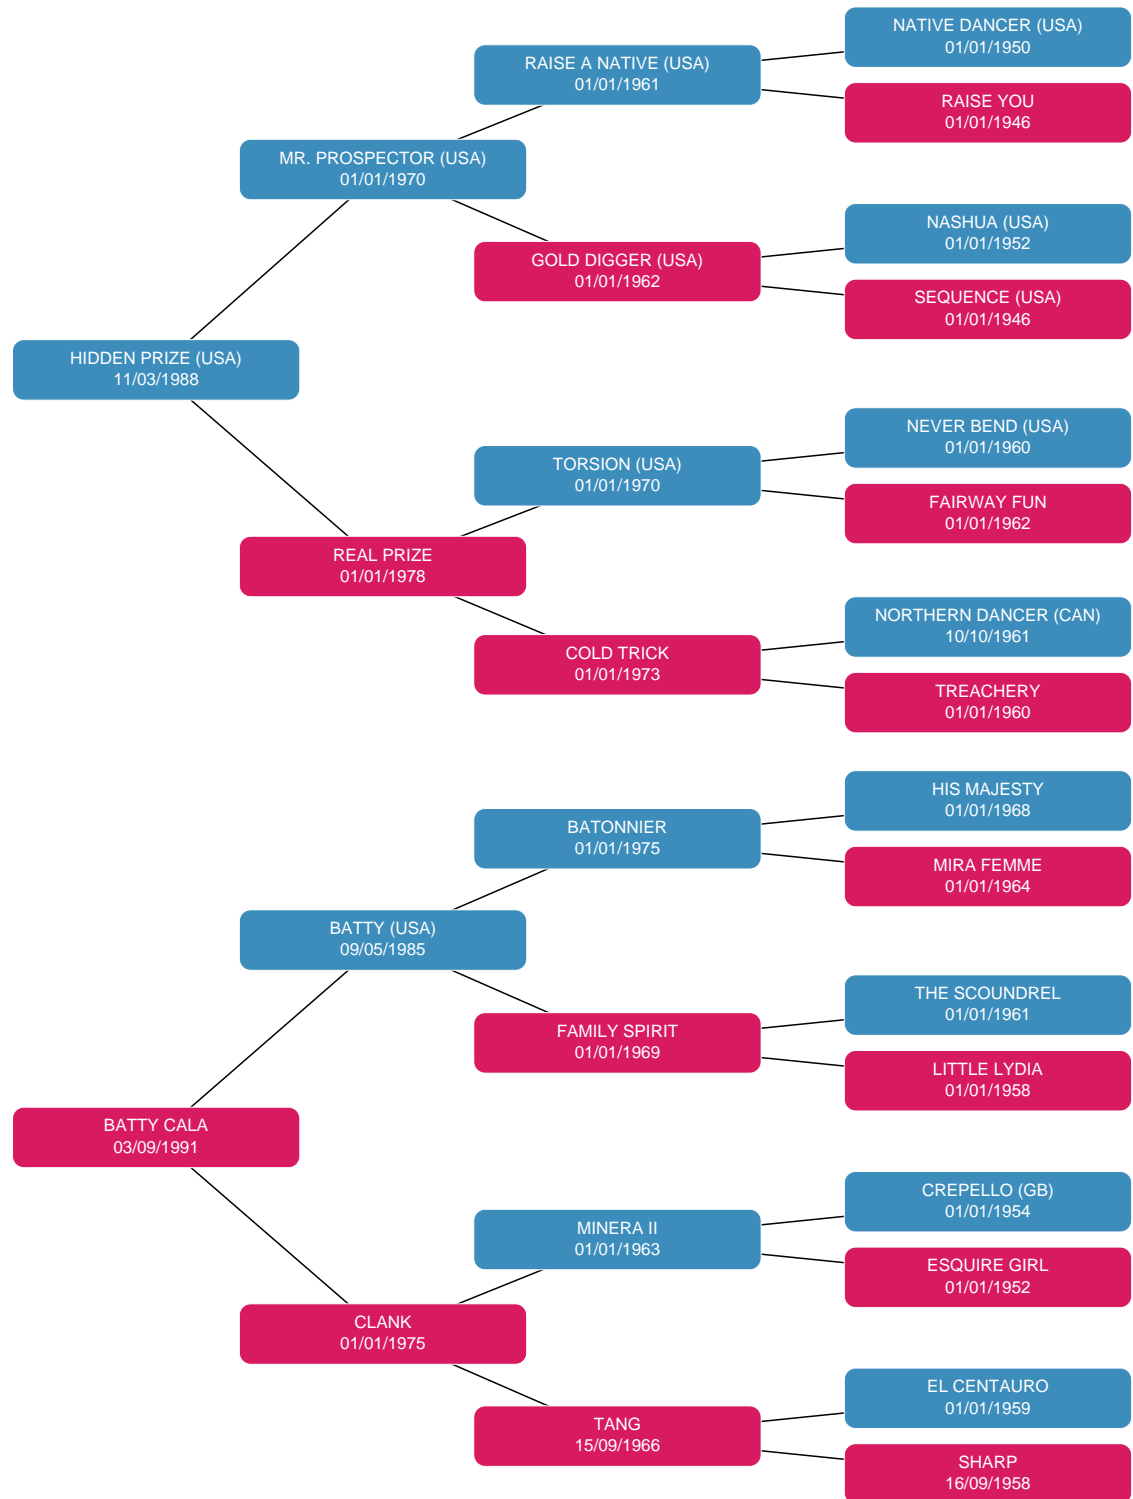 NATIVE DANCER (USA)
01/01/1950
RAISE A NATIVE (USA)
01/01/1961
RAISE YOU
01/01/1946
MR. PROSPECTOR (USA)
01/01/1970
NASHUA (USA)
01/01/1952
GOLD DIGGER (USA)
01/01/1962
SEQUENCE (USA)
01/01/1946
HIDDEN PRIZE (USA)
11/03/1988
NEVER BEND (USA)
01/01/1960
TORSION (USA)
01/01/1970
FAIRWAY FUN
01/01/1962
REAL PRIZE
01/01/1978
NORTHERN DANCER (CAN)
10/10/1961
COLD TRICK
01/01/1973
TREACHERY
01/01/1960
HIS MAJESTY
01/01/1968
BATONNIER
01/01/1975
MIRA FEMME
01/01/1964
BATTY (USA)
09/05/1985
THE SCOUNDREL
01/01/1961
FAMILY SPIRIT
01/01/1969
LITTLE LYDIA
01/01/1958
BATTY CALA
03/09/1991
CREPELLO (GB)
01/01/1954
MINERA II
01/01/1963
ESQUIRE GIRL
01/01/1952
CLANK
01/01/1975
EL CENTAURO
01/01/1959
TANG
15/09/1966
SHARP
16/09/1958